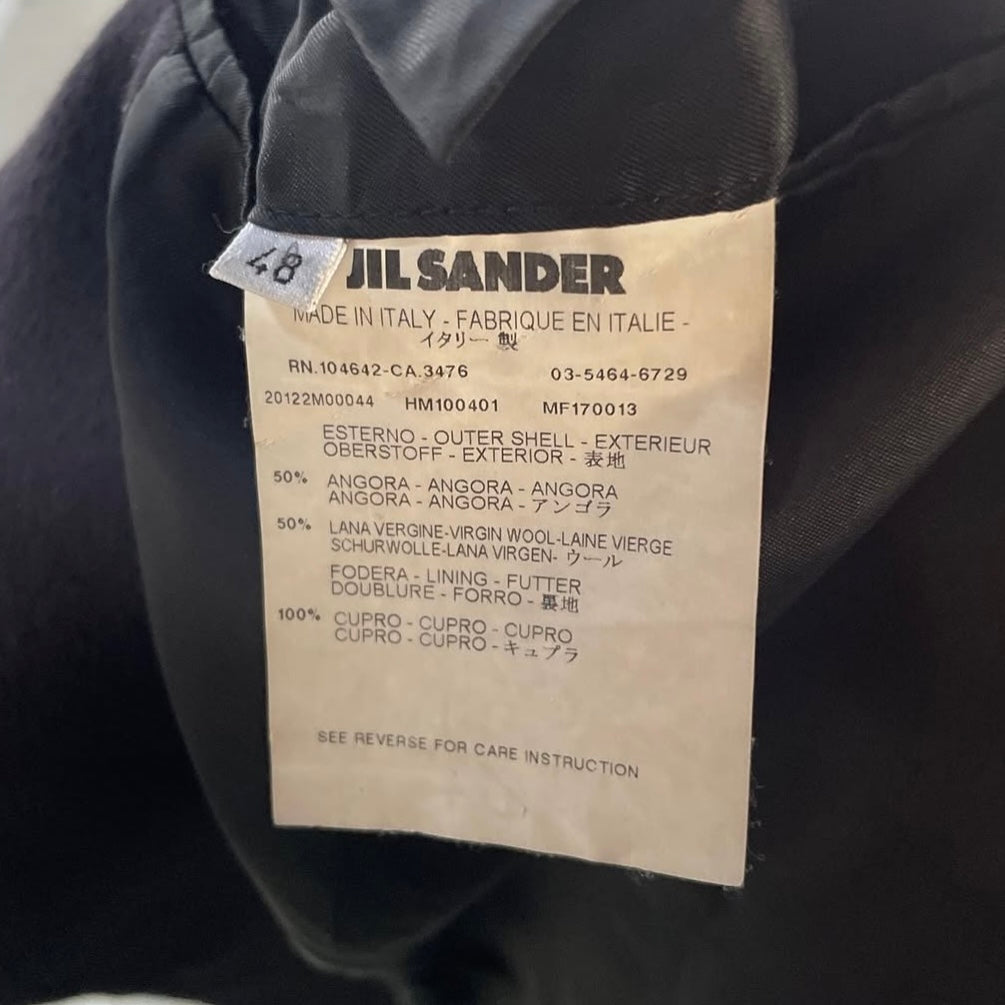 48
JIL SANDER
MADE IN ITALY - FABRIQUE EN ITALIE -
イタリー製
RN.104642-CA.3476 03-5464-6729
20122M00044 HM100401 MF170013
ESTERNO - OUTER SHELL - EXTERIEUR
OBERSTOFF - EXTERIOR - 表地
50% ANGORA - ANGORA - ANGORA
ANGORA - ANGORA - アンゴラ
50% LANA VERGINE-VIRGIN WOOL-LAINE VIERGE
SCHURWOLLE-LANA VIRGEN- ウール
FODERA - LINING - FUTTER
DOUBLURE - FORRO - 裏地
100% CUPRO - CUPRO - CUPRO
CUPRO - CUPRO - キュプラ
SEE REVERSE FOR CARE INSTRUCTION